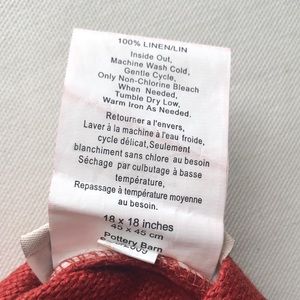 100% LINEN/LIN
Inside Out,
Machine Wash Cold,
Gentle Cycle,
Only Non-Chlorine Bleach
When Needed,
Tumble Dry Low,
Warm Iron As Needed.
Retourner a l'envers,
Laver à la machine à l'eau froide,
cycle délicat,Seulement
blanchiment sans chlore au besoin
Séchage par culbutage à basse
température,
Repassage à température moyenne
au besoin.
18 x 18 inches
45 x 45 cm
Pottery Barn